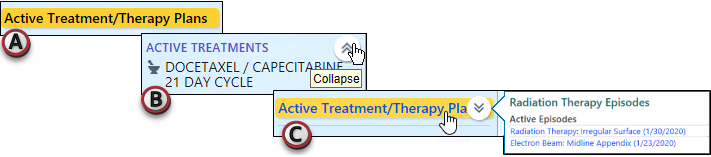 Active Treatment/Therapy Plans
A
ACTIVE TREATMENTS
DOCETAXEL / CAPECITABINE
21 DAY CYCLE
Collapse
B
Active Treatment/Therapy Pla
C
Radiation Therapy Episodes
Active Episodes
Radiation Therapy: Irregular Surface (1/30/2020)
Electron Beam: Midline Appendix (1/23/2020)